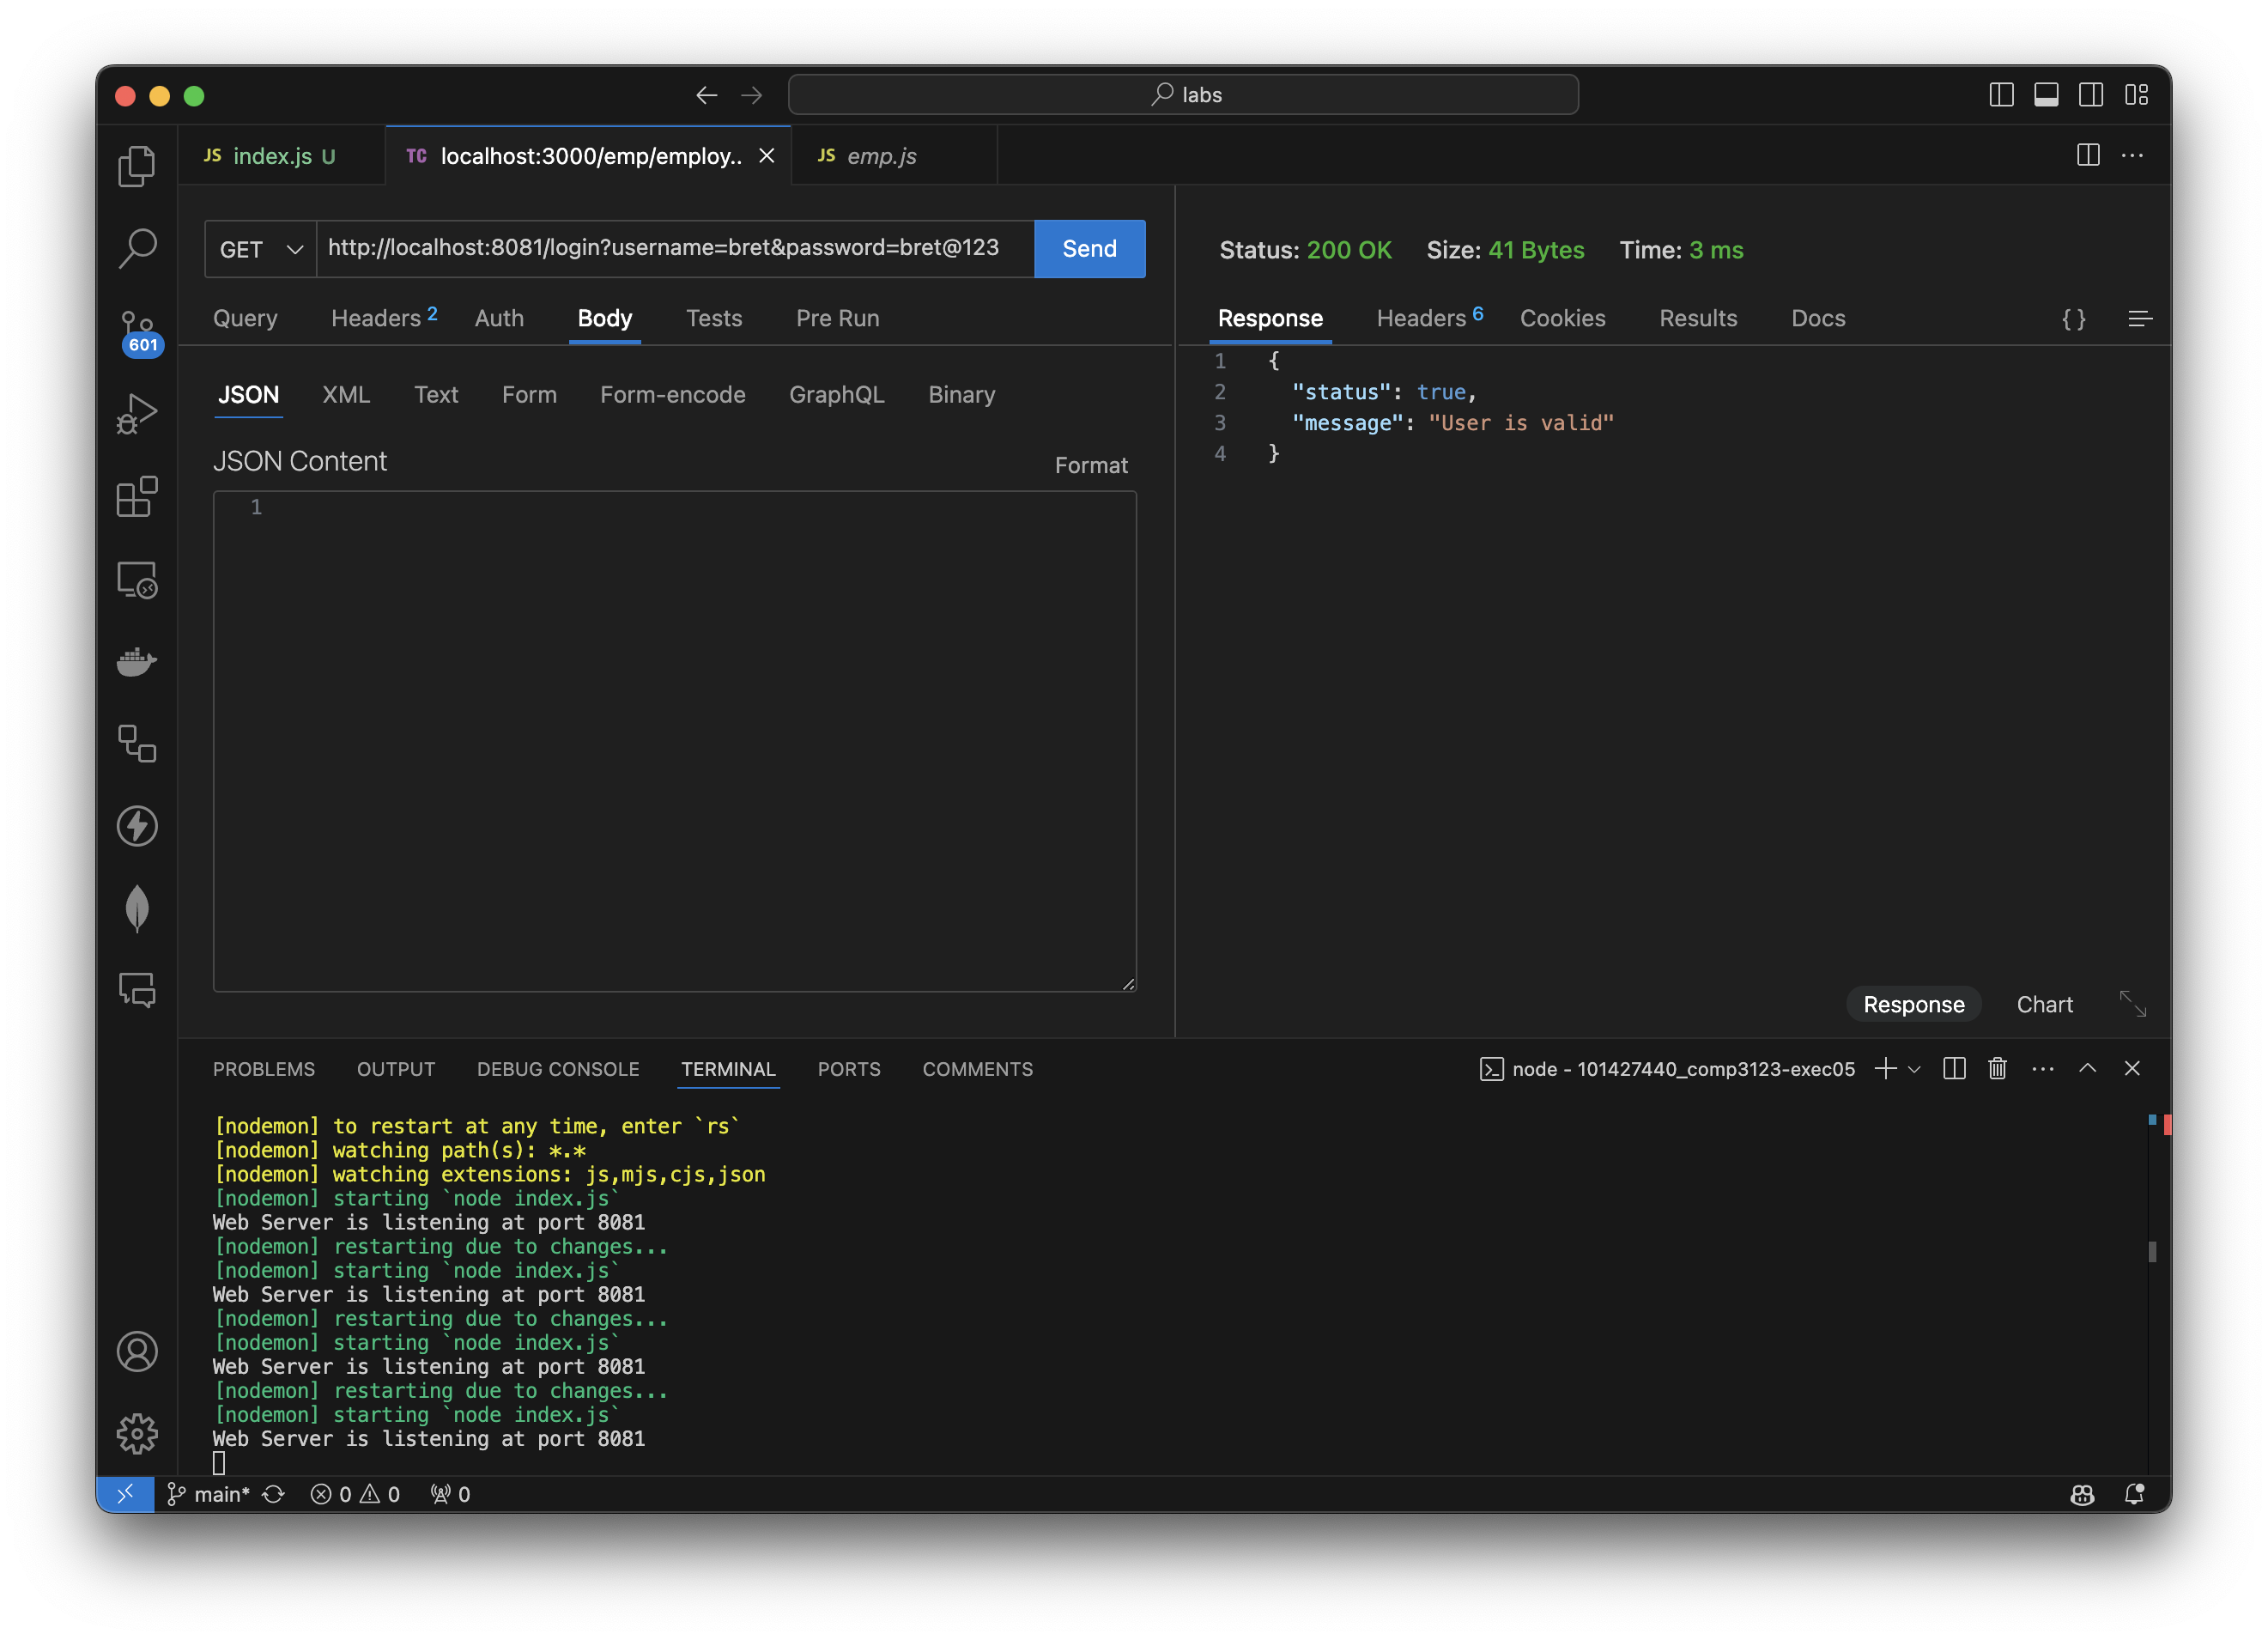 labs
JS index.js U
TC localhost:3000/emp/employ..
JS emp.js
GET http://localhost:8081/login?username=bret&password=bret@123 Send
Status: 200 OK Size: 41 Bytes Time: 3 ms
Query Headers 2 Auth Body Tests Pre Run
Response Headers 6 Cookies Results Docs { }
601
JSON XML Text Form Form-encode GraphQL Binary
JSON Content
Format
1
1 {
2 "status": true,
3 "message": "User is valid"
4 }
Response Chart
PROBLEMS OUTPUT DEBUG CONSOLE TERMINAL PORTS COMMENTS
node - 101427440_comp3123-exec05
[nodemon] to restart at any time, enter `rs`
[nodemon] watching path(s): *.*
[nodemon] watching extensions: js,mjs,cjs,json
[nodemon] starting `node index.js`
Web Server is listening at port 8081
[nodemon] restarting due to changes...
[nodemon] starting `node index.js`
Web Server is listening at port 8081
[nodemon] restarting due to changes...
[nodemon] starting `node index.js`
Web Server is listening at port 8081
[nodemon] restarting due to changes...
[nodemon] starting `node index.js`
Web Server is listening at port 8081
main* 0 0 0